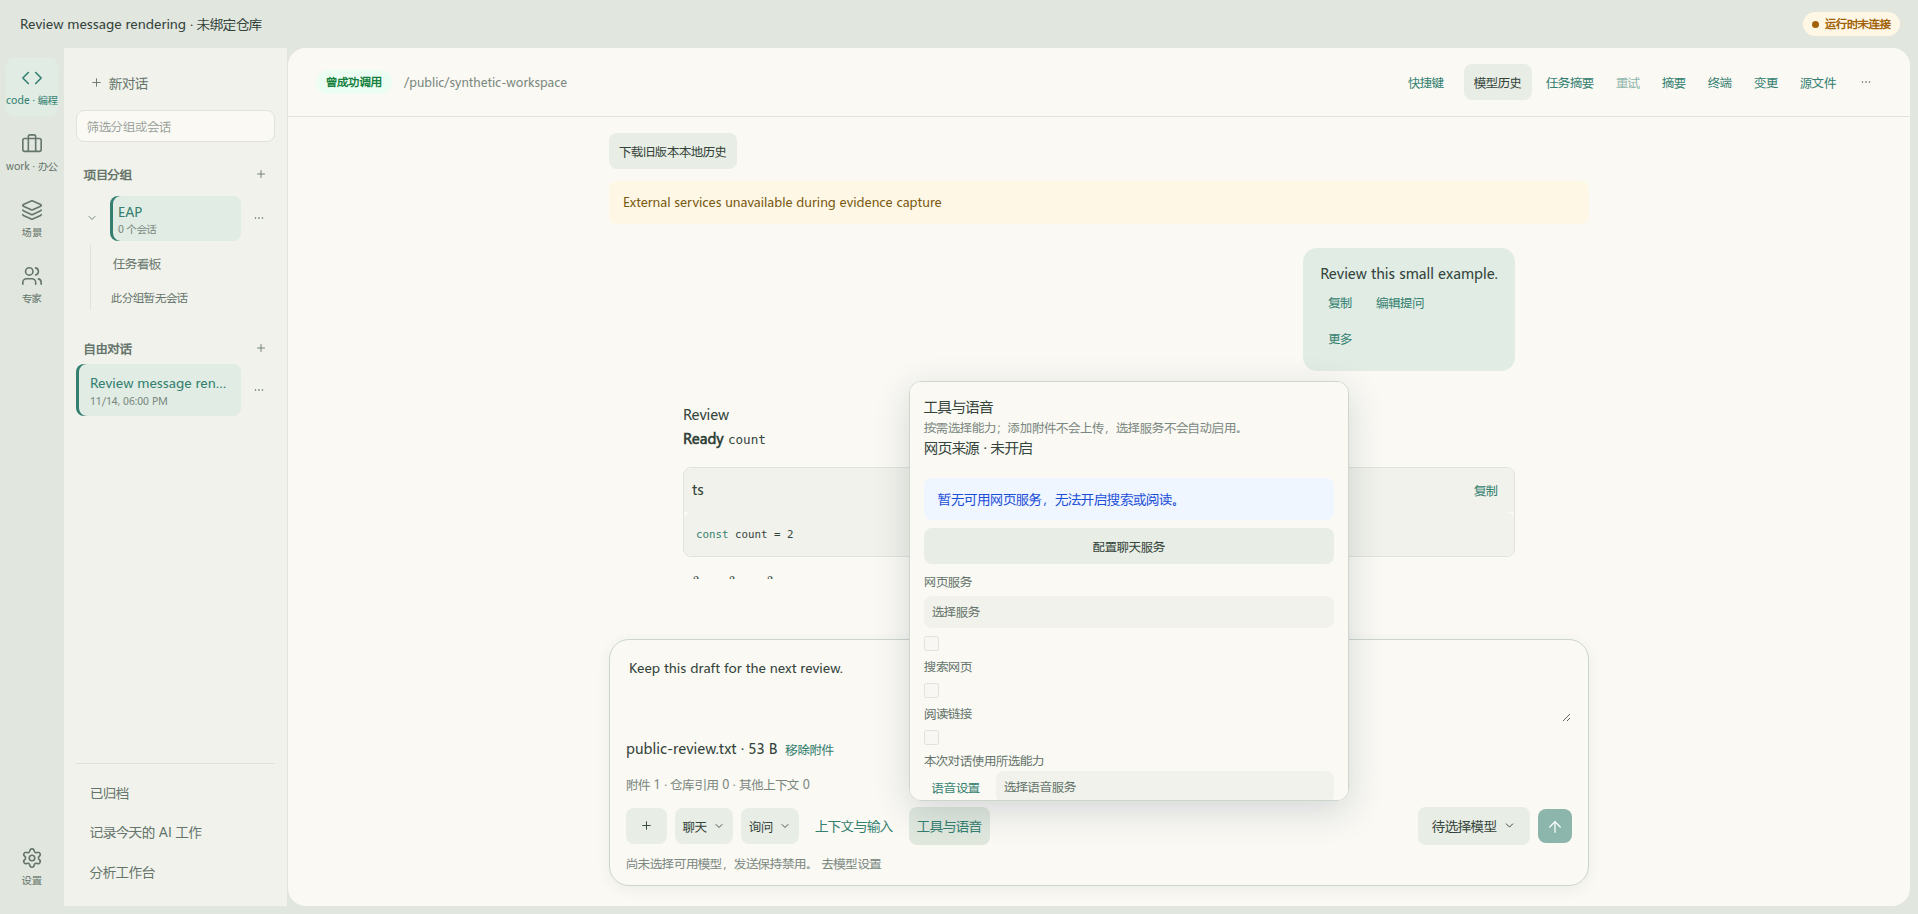 Review message rendering · 未绑定仓库
运行时未连接
code · 编程
work · 办公
场景
专家
设置
新对话
筛选分组或会话
项目分组
EAP
0 个会话
任务看板
此分组暂无会话
自由对话
Review message ren...
11/14, 06:00 PM
已归档
记录今天的 AI 工作
分析工作台
曾成功调用 /public/synthetic-workspace
快捷键 模型历史 任务摘要 重试 摘要 终端 变更 源文件 ...
下载旧版本本地历史
External services unavailable during evidence capture
Review this small example.
复制 编辑提问
更多
Review
Ready count
ts
复制
const count = 2
工具与语音
按需选择能力；添加附件不会上传，选择服务不会自动启用。
网页来源 · 未开启
暂无可用网页服务，无法开启搜索或阅读。
配置聊天服务
网页服务
选择服务
搜索网页
阅读链接
本次对话使用所选能力
语音设置 选择语音服务
Keep this draft for the next review.
public-review.txt · 53 B 移除附件
附件 1 · 仓库引用 0 · 其他上下文 0
聊天 询问 上下文与输入 工具与语音
待选择模型
尚未选择可用模型，发送保持禁用。 去模型设置